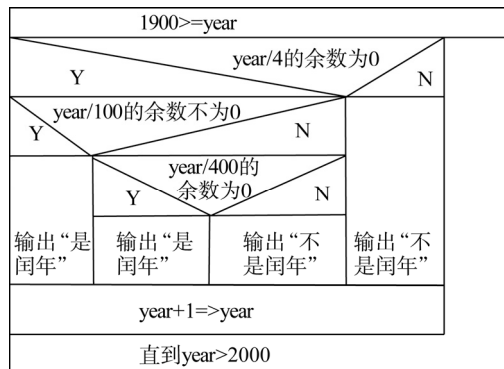 1900>=year
year/4的余数为0
Y
N
year/100的余数不为0
Y
N
year/400的
余数为0
Y
N
输出“是
闰年”
输出“是
闰年”
输出“不
是闰年”
输出“不
是闰年”
year+1=>year
直到year>2000